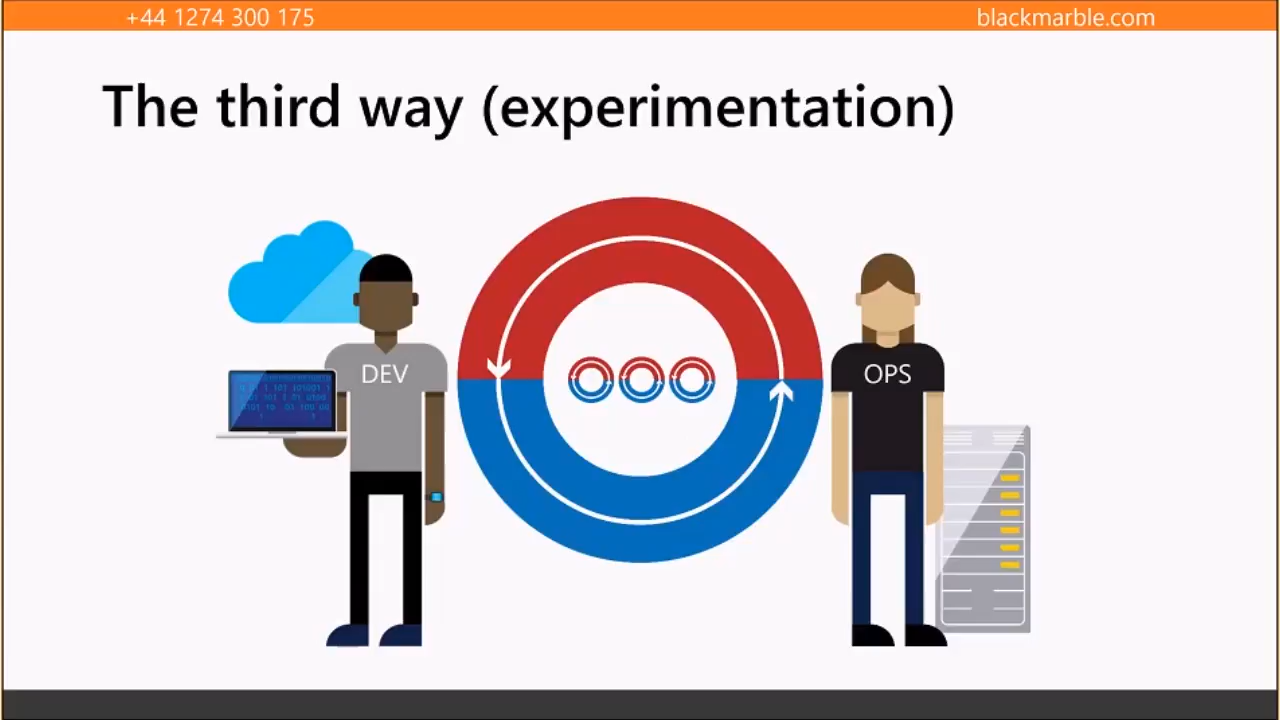 +44 1274 300 175
blackmarble.com
The third way (experimentation)
DEV
OPS